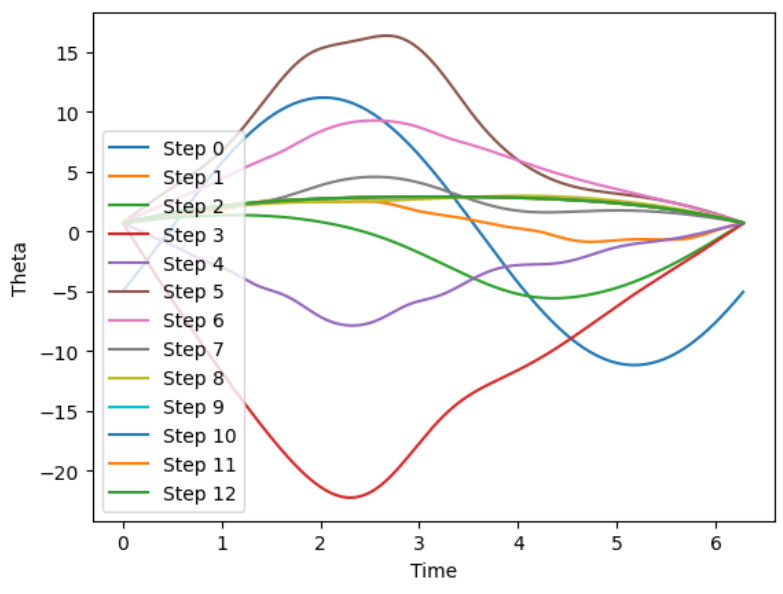 15
10
5
0
−5
−10
−15
−20
Theta
Step 0
Step 1
Step 2
Step 3
Step 4
Step 5
Step 6
Step 7
Step 8
Step 9
Step 10
Step 11
Step 12
0 1 2 3 4 5 6
Time